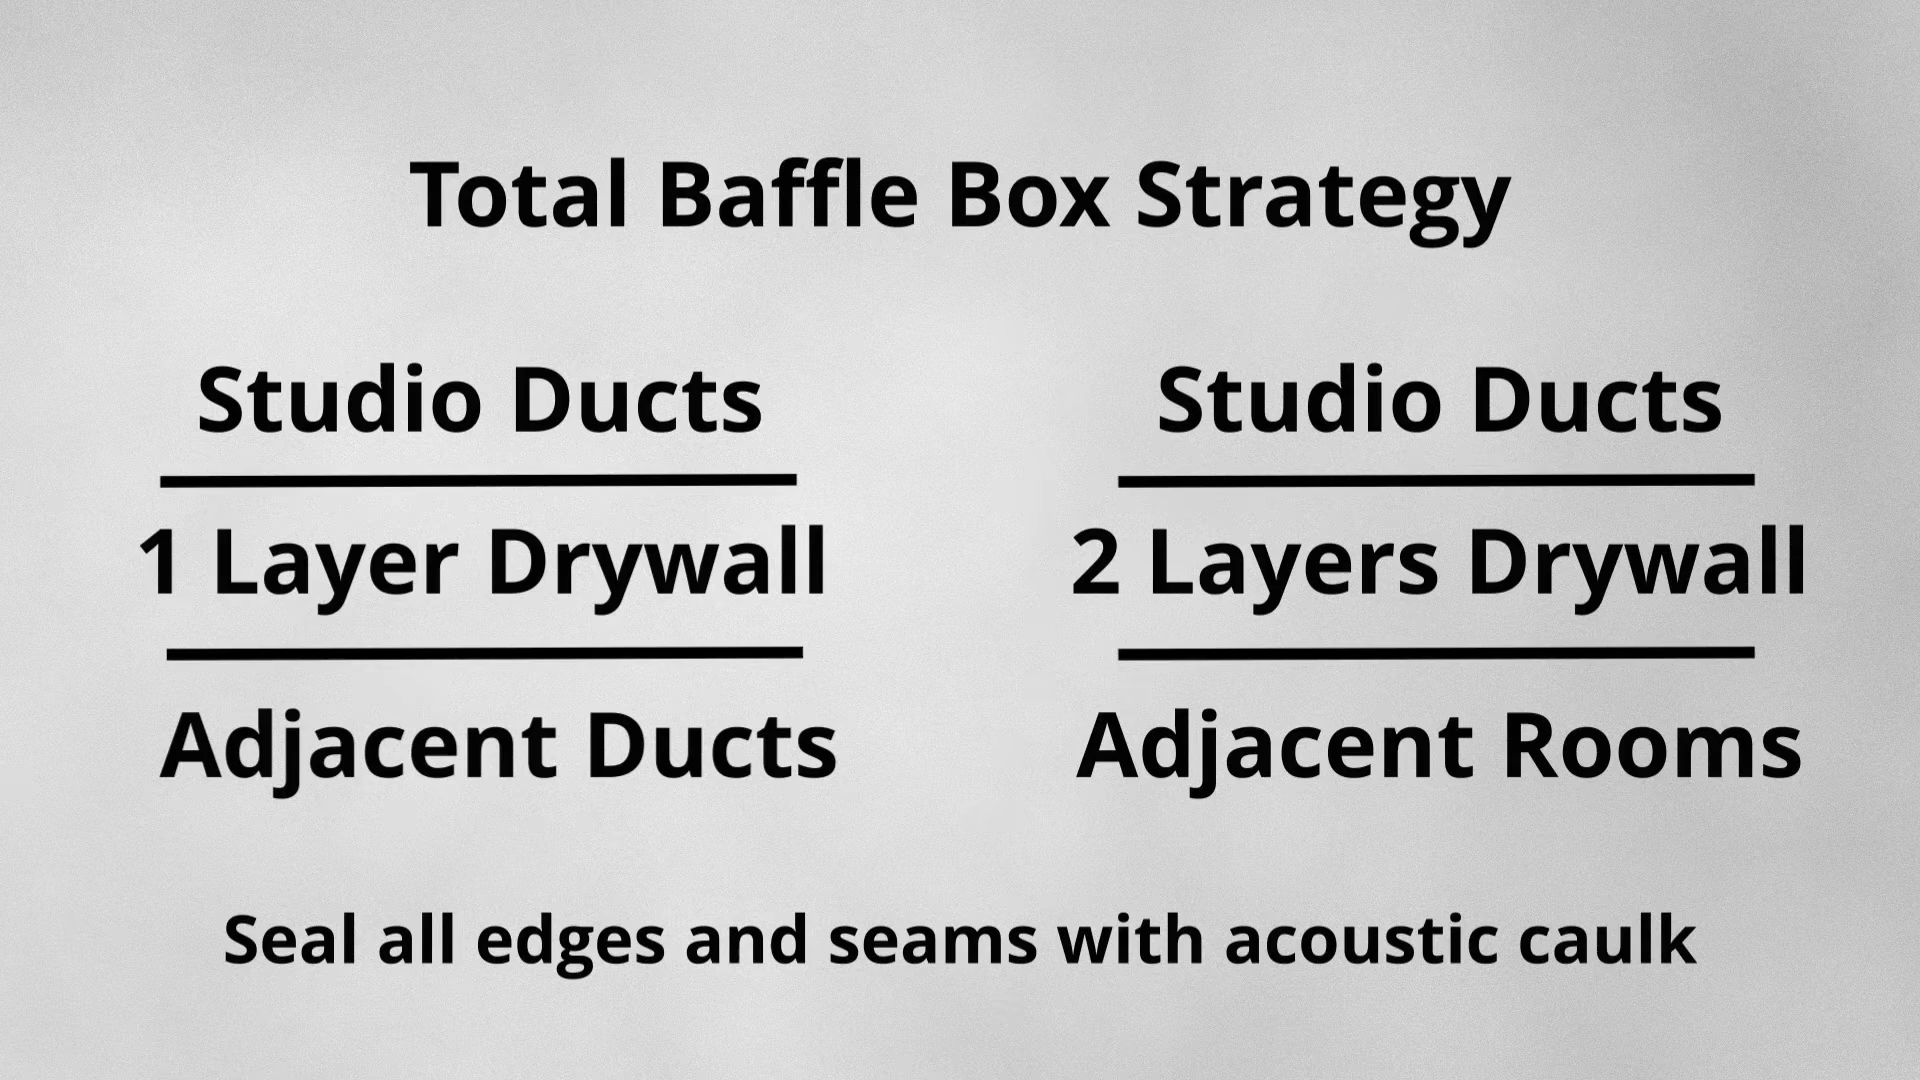 Total Baffle Box Strategy
Studio Ducts
1 Layer Drywall
Adjacent Ducts
Studio Ducts
2 Layers Drywall
Adjacent Rooms
Seal all edges and seams with acoustic caulk